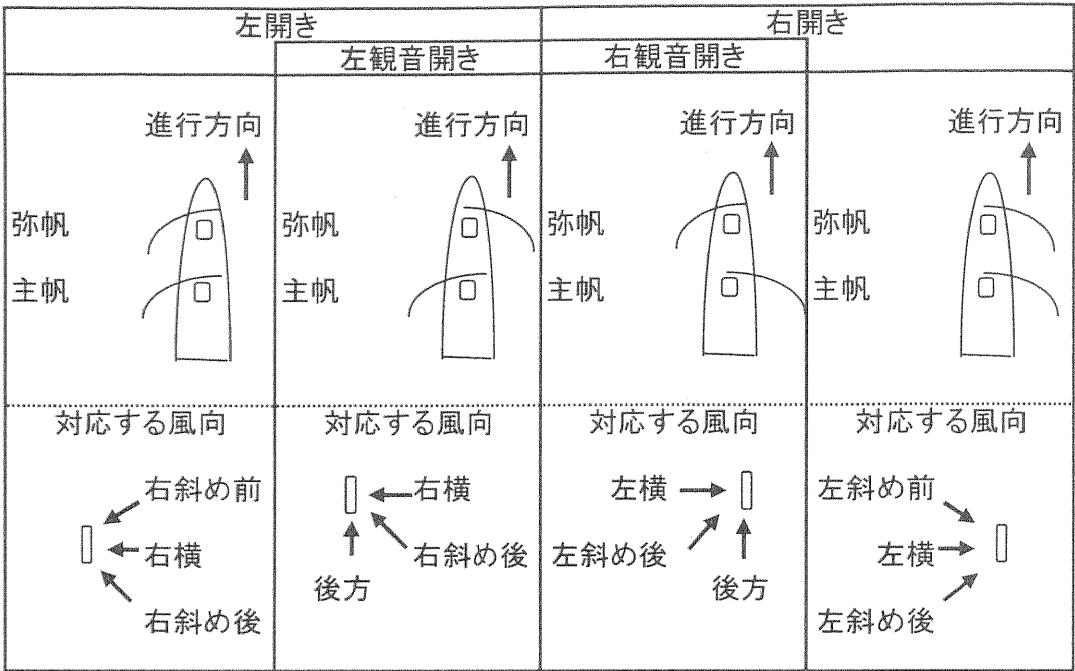 左開き
右開き
左観音開き
右観音開き
進行方向
進行方向
進行方向
進行方向
弥帆
弥帆
弥帆
弥帆
主帆
主帆
主帆
主帆
対応する風向
対応する風向
対応する風向
対応する風向
右斜め前
右横
右斜め後
右横
右斜め後
後方
左横
左斜め後
後方
左斜め前
左横
左斜め後